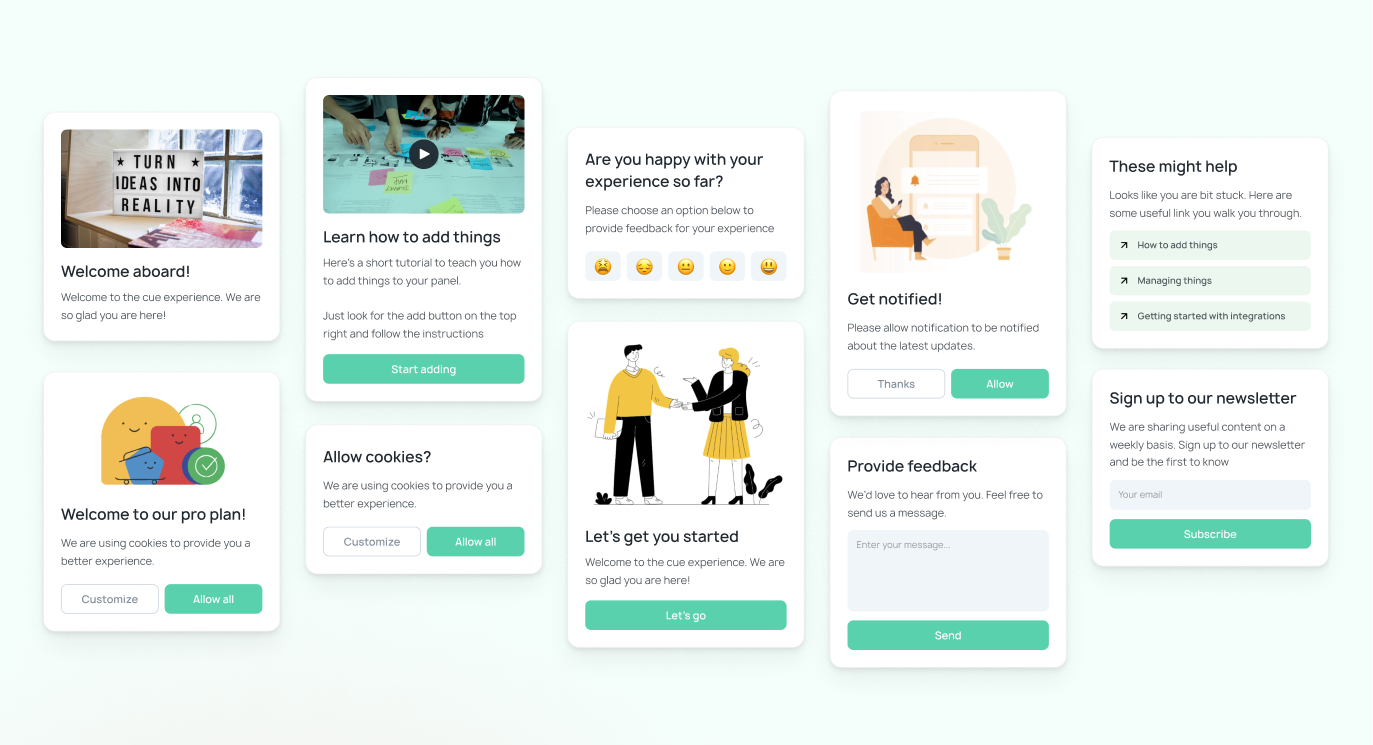 ★ TURN ★
IDEAS INTO
REALITY
Welcome aboard!
Welcome to the cue experience. We are
so glad you are here!
Welcome to our pro plan!
We are using cookies to provide you a
better experience.
Customize
Allow all
Learn how to add things
Here's a short tutorial to teach you how
to add things to your panel.
Just look for the add button on the top
right and follow the instructions
Start adding
Allow cookies?
We are using cookies to provide you a
better experience.
Customize
Allow all
Are you happy with your
experience so far?
Please choose an option below to
provide feedback for your experience
Let's get you started
Welcome to the cue experience. We are
so glad you are here!
Let's go
Get notified!
Please allow notification to be notified
about the latest updates.
Thanks
Allow
Provide feedback
We'd love to hear from you. Feel free to
send us a message.
Enter your message...
Send
These might help
Looks like you are bit stuck. Here are
some useful link you walk you through.
How to add things
Managing things
Getting started with integrations
Sign up to our newsletter
We are sharing useful content on a
weekly basis. Sign up to our newsletter
and be the first to know
Your email
Subscribe